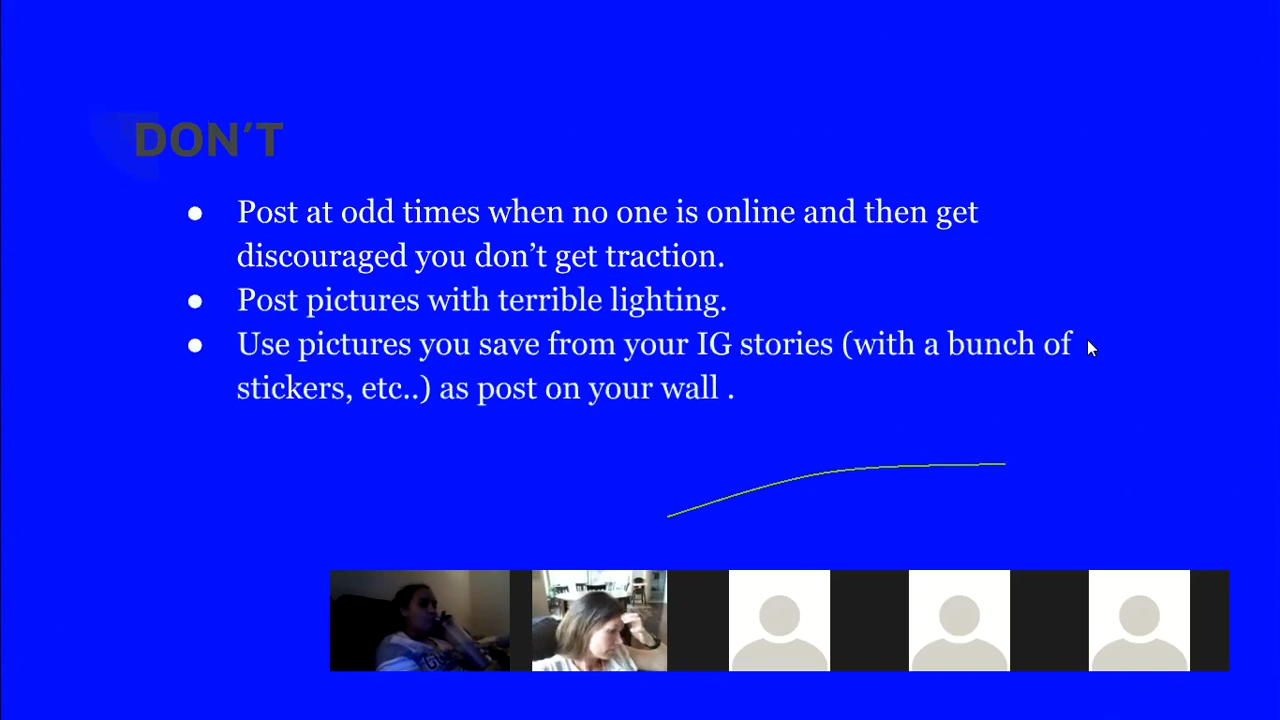 DON'T
● Post at odd times when no one is online and then get
discouraged you don't get traction.
● Post pictures with terrible lighting.
● Use pictures you save from your IG stories (with a bunch of
stickers, etc..) as post on your wall .